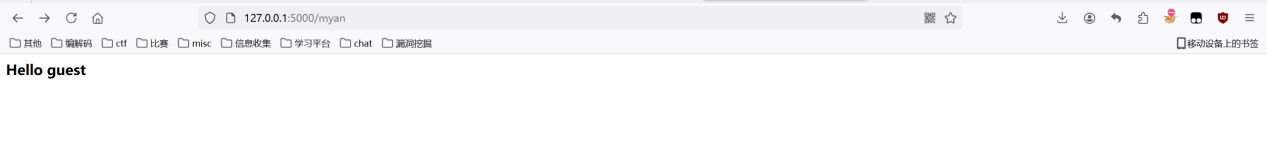 127.0.0.1:5000/myan
其他 编解码 ctf 比赛 misc 信息收集 学习平台 chat 漏洞挖掘 移动设备上的书签
Hello guest